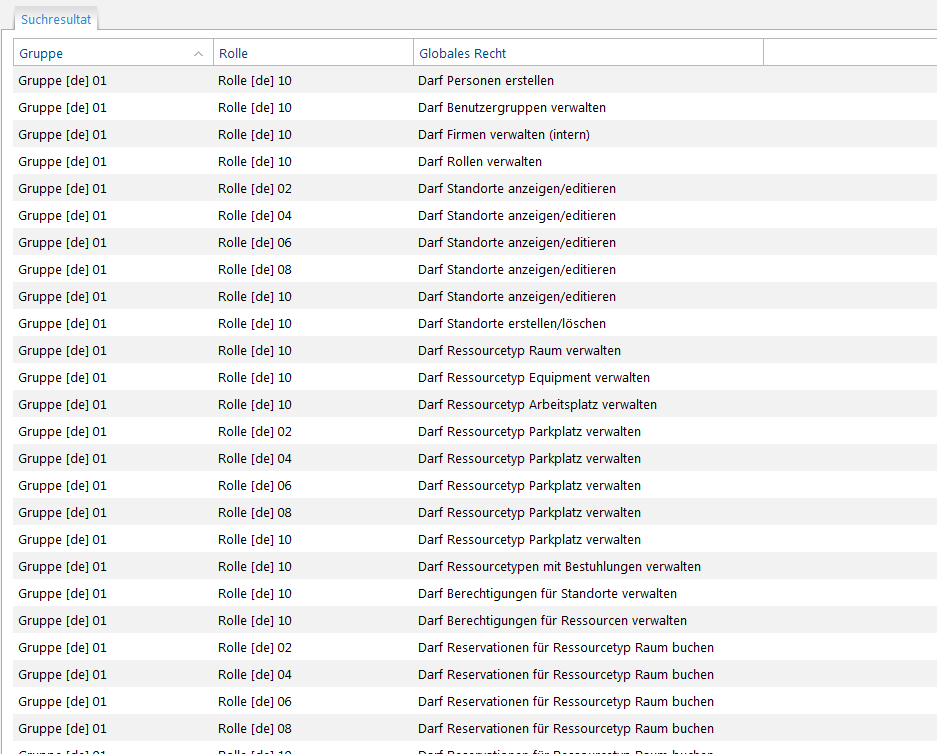 Suchresultat
Gruppe Rolle Globales Recht
Gruppe [de] 01 Rolle [de] 10 Darf Personen erstellen
Gruppe [de] 01 Rolle [de] 10 Darf Benutzergruppen verwalten
Gruppe [de] 01 Rolle [de] 10 Darf Firmen verwalten (intern)
Gruppe [de] 01 Rolle [de] 10 Darf Rollen verwalten
Gruppe [de] 01 Rolle [de] 02 Darf Standorte anzeigen/editieren
Gruppe [de] 01 Rolle [de] 04 Darf Standorte anzeigen/editieren
Gruppe [de] 01 Rolle [de] 06 Darf Standorte anzeigen/editieren
Gruppe [de] 01 Rolle [de] 08 Darf Standorte anzeigen/editieren
Gruppe [de] 01 Rolle [de] 10 Darf Standorte anzeigen/editieren
Gruppe [de] 01 Rolle [de] 10 Darf Standorte erstellen/löschen
Gruppe [de] 01 Rolle [de] 10 Darf Ressourcetyp Raum verwalten
Gruppe [de] 01 Rolle [de] 10 Darf Ressourcetyp Equipment verwalten
Gruppe [de] 01 Rolle [de] 10 Darf Ressourcetyp Arbeitsplatz verwalten
Gruppe [de] 01 Rolle [de] 02 Darf Ressourcetyp Parkplatz verwalten
Gruppe [de] 01 Rolle [de] 04 Darf Ressourcetyp Parkplatz verwalten
Gruppe [de] 01 Rolle [de] 06 Darf Ressourcetyp Parkplatz verwalten
Gruppe [de] 01 Rolle [de] 08 Darf Ressourcetyp Parkplatz verwalten
Gruppe [de] 01 Rolle [de] 10 Darf Ressourcetyp Parkplatz verwalten
Gruppe [de] 01 Rolle [de] 10 Darf Ressourcetypen mit Bestuhlungen verwalten
Gruppe [de] 01 Rolle [de] 10 Darf Berechtigungen für Standorte verwalten
Gruppe [de] 01 Rolle [de] 10 Darf Berechtigungen für Ressourcen verwalten
Gruppe [de] 01 Rolle [de] 02 Darf Reservationen für Ressourcetyp Raum buchen
Gruppe [de] 01 Rolle [de] 04 Darf Reservationen für Ressourcetyp Raum buchen
Gruppe [de] 01 Rolle [de] 06 Darf Reservationen für Ressourcetyp Raum buchen
Gruppe [de] 01 Rolle [de] 08 Darf Reservationen für Ressourcetyp Raum buchen